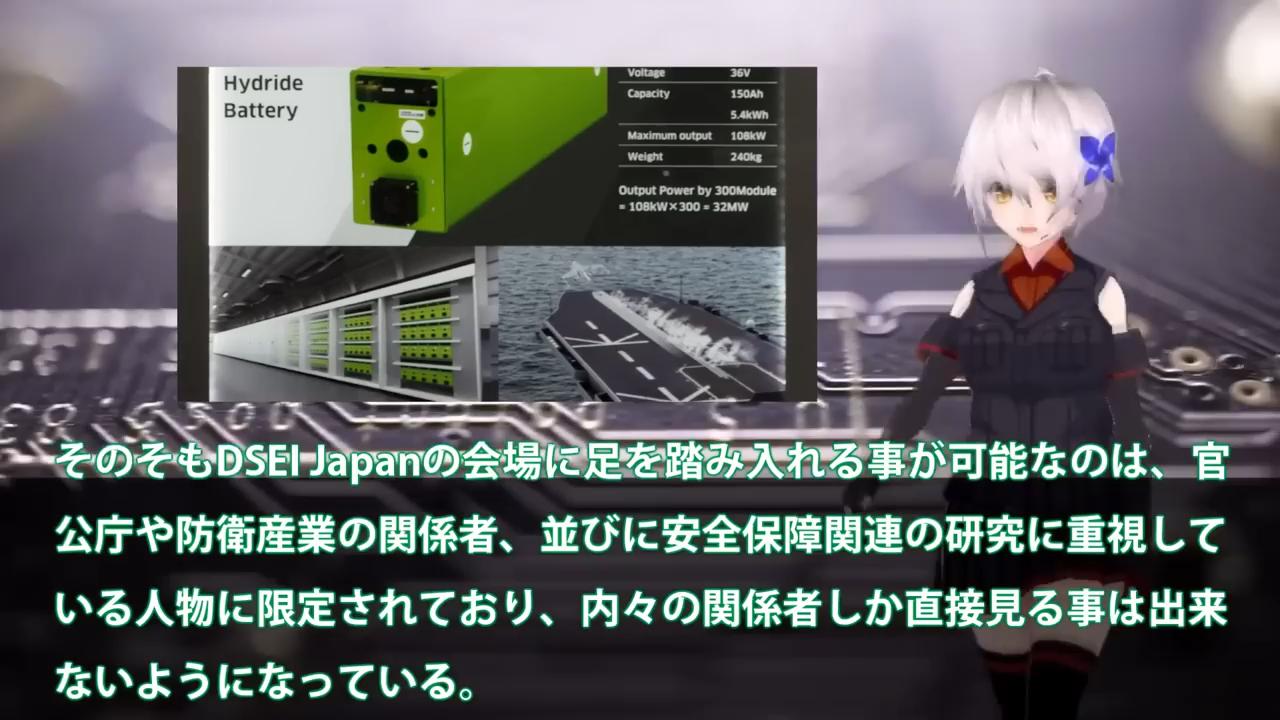 Hydride
Battery
Voltage 36V
Capacity 150Ah
5.4kWh
Maximum output 108kW
Weight 240kg
Output Power by 300Module
= 108kW×300 = 32MW
そのそもDSEI Japanの会場に足を踏み入れる事が可能なのは、官
公庁や防衛産業の関係者、並びに安全保障関連の研究に重視して
いる人物に限定されており、内々の関係者しか直接見る事は出来
ないようになっている。